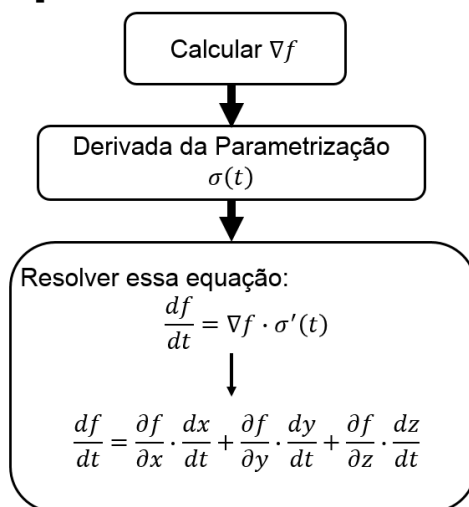 Calcular ∇f
Derivada da Parametrização
σ(t)
Resolver essa equação:
df/dt = ∇f · σ′(t)
df/dt = ∂f/∂x · dx/dt + ∂f/∂y · dy/dt + ∂f/∂z · dz/dt